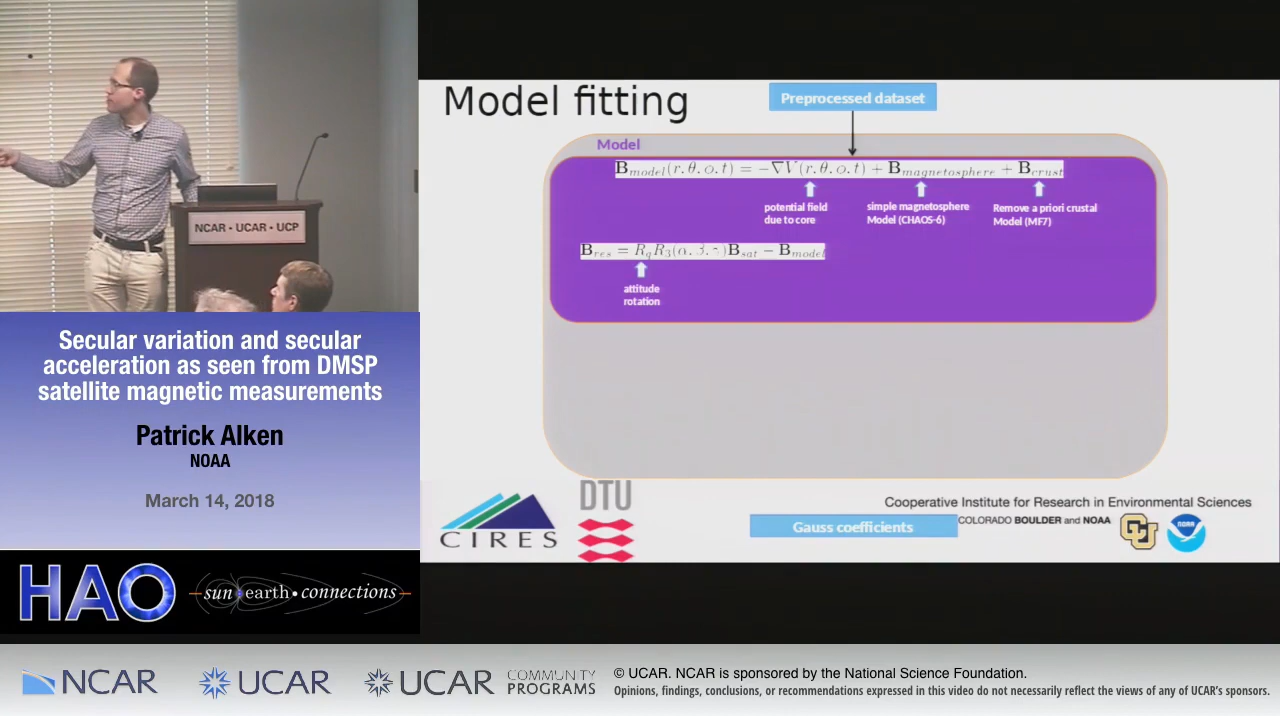 Model fitting
Preprocessed dataset
Model
B_model(r, θ, φ, t) = −∇V(r, θ, φ, t) + B_magnetosphere + B_crust
potential field
due to core
simple magnetosphere
Model (CHAOS-6)
Remove a priori crustal
Model (MF7)
B_res = R_q R_3(α, β, γ)B_sat − B_model
attitude
rotation
NCAR • UCAR • UCP
Secular variation and secular
acceleration as seen from DMSP
satellite magnetic measurements
Patrick Alken
NOAA
March 14, 2018
CIRES
DTU
Gauss coefficients
Cooperative Institute for Research in Environmental Sciences
COLORADO BOULDER and NOAA
CU
NOAA
HAO
sun•earth•connections
NCAR
UCAR
UCAR
COMMUNITY
PROGRAMS
© UCAR. NCAR is sponsored by the National Science Foundation.
Opinions, findings, conclusions, or recommendations expressed in this video do not necessarily reflect the views of any of UCAR's sponsors.